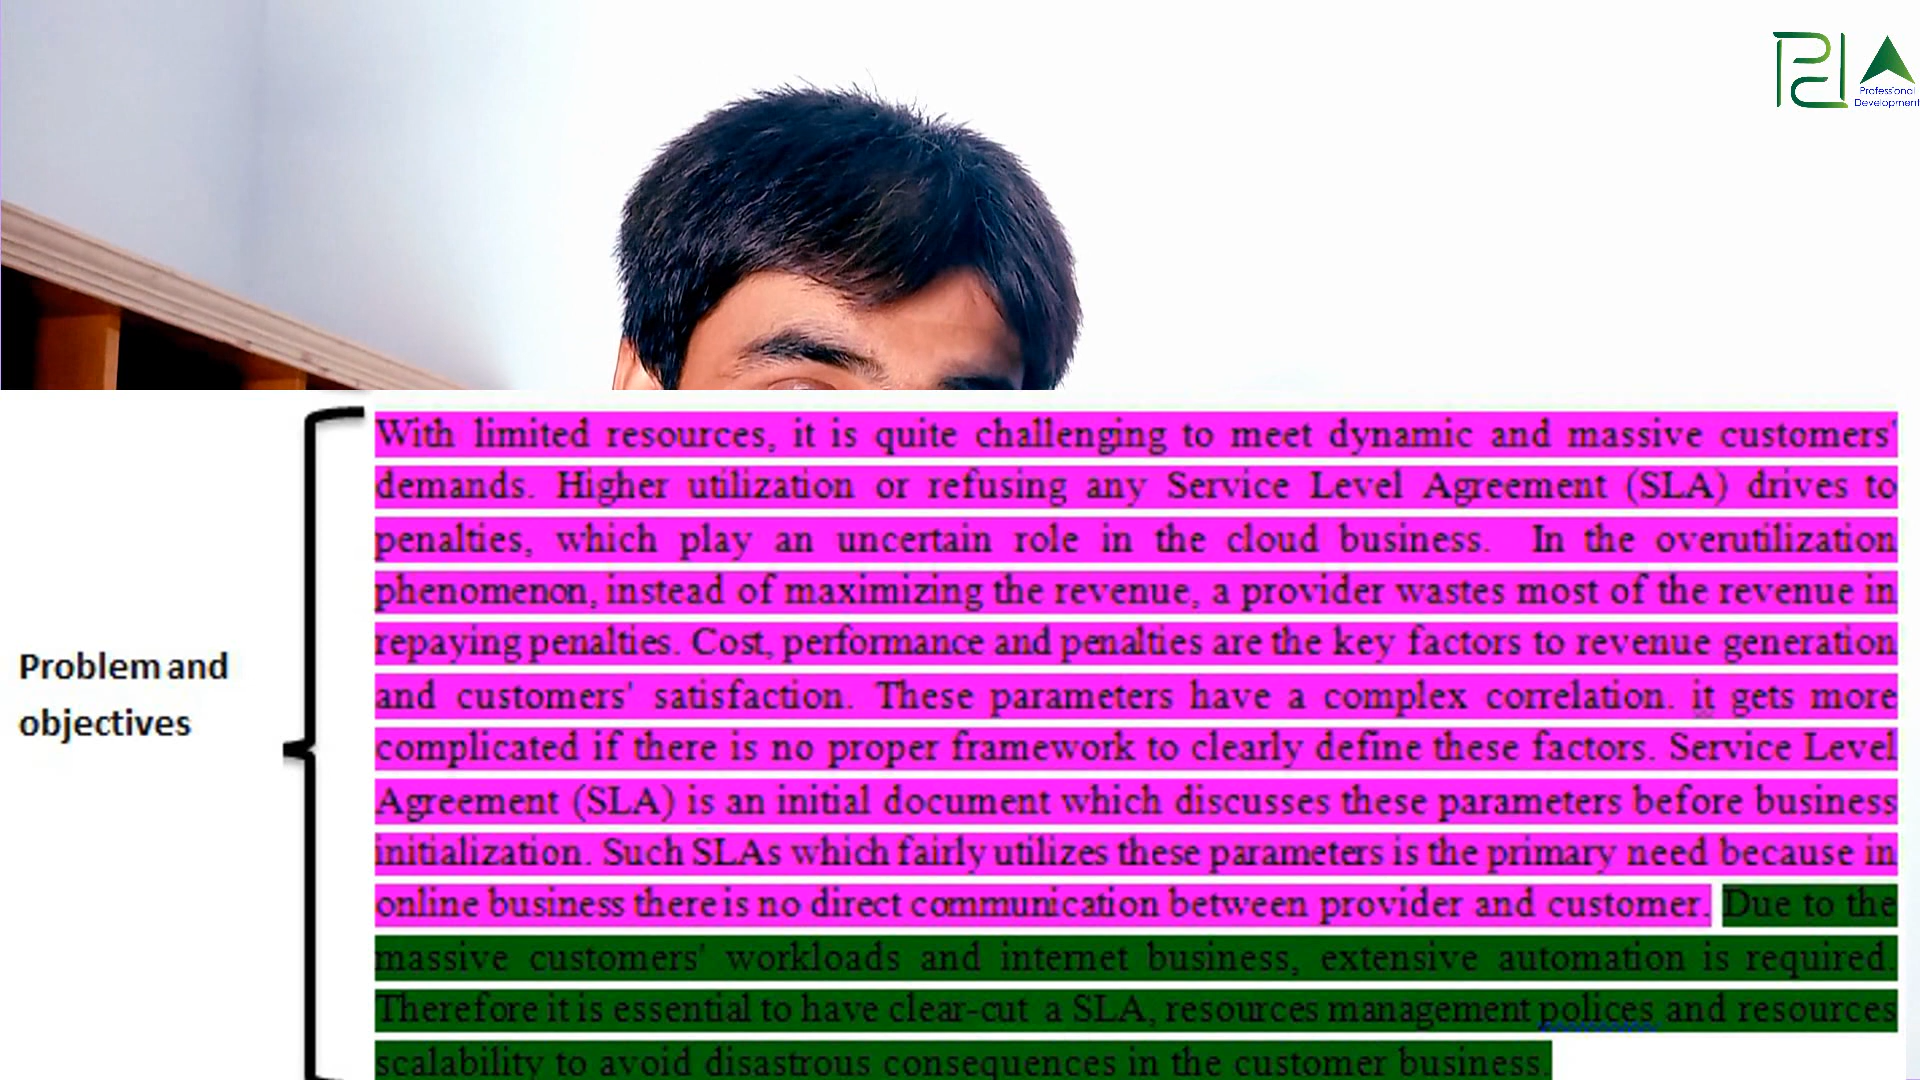 Professional
Development
With limited resources, it is quite challenging to meet dynamic and massive customers'
demands. Higher utilization or refusing any Service Level Agreement (SLA) drives to
penalties, which play an uncertain role in the cloud business. In the overutilization
phenomenon, instead of maximizing the revenue, a provider wastes most of the revenue in
repaying penalties. Cost, performance and penalties are the key factors to revenue generation
and customers' satisfaction. These parameters have a complex correlation. it gets more
complicated if there is no proper framework to clearly define these factors. Service Level
Agreement (SLA) is an initial document which discusses these parameters before business
initialization. Such SLAs which fairly utilizes these parameters is the primary need because in
online business there is no direct communication between provider and customer. Due to the
massive customers' workloads and internet business, extensive automation is required.
Therefore it is essential to have clear-cut a SLA, resources management polices and resources
scalability to avoid disastrous consequences in the customer business.
Problem and
objectives